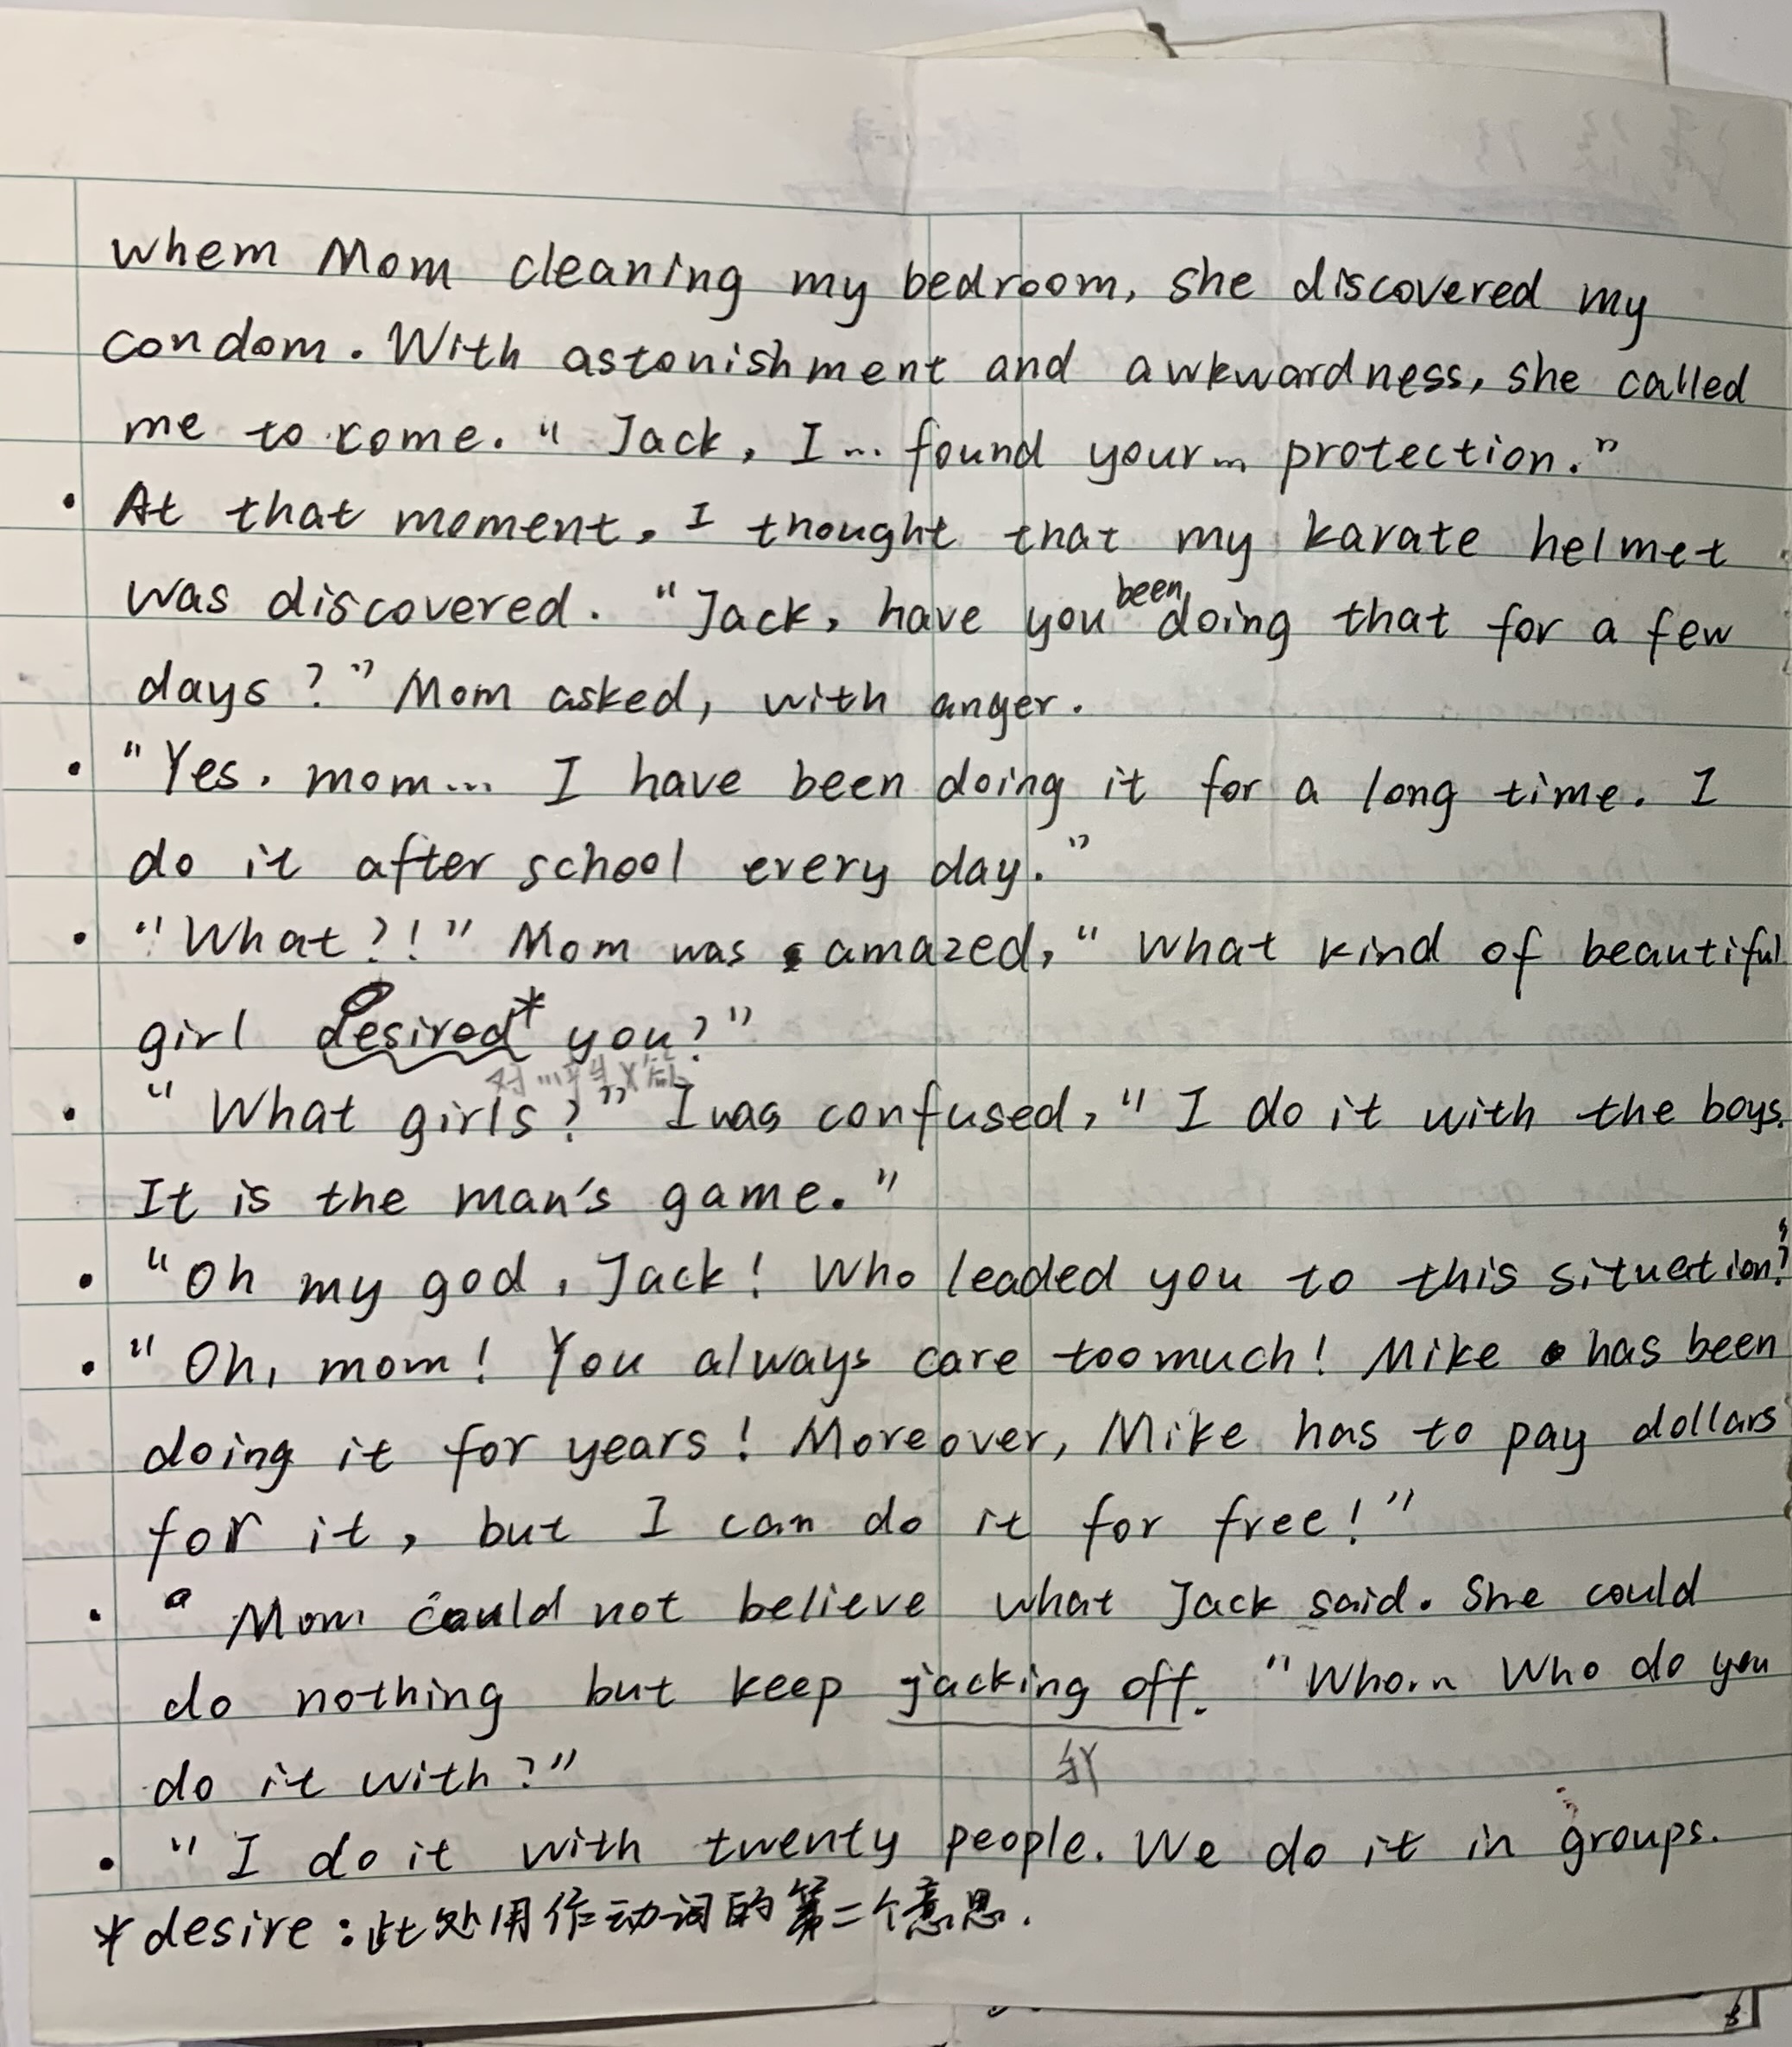 whem Mom cleaning my bedroom, she discovered my
condom. With astonishment and awkwardness, she called
me to come. " Jack, I... found your... protection."
• At that moment, I thought that my karate helmet
was discovered. "Jack, have you been doing that for a few
days?" Mom asked, with anger.
• "Yes, mom... I have been doing it for a long time. I
do it after school every day."
• "What?!" Mom was amazed, "What kind of beautiful
girl desired* you?"
对...
• "What girls?" I was confused, "I do it with the boys.
It is the man's game."
• "Oh my god, Jack! Who leaded you to this situation?"
• "Oh, mom! You always care too much! Mike has been
doing it for years! Moreover, Mike has to pay dollars
for it, but I can do it for free!"
• Mom could not believe what Jack said. She could
do nothing but keep jacking off. "Who... Who do you
do it with?"
• "I do it with twenty people. We do it in groups.
*desire:此处用作动词的第二个意思.